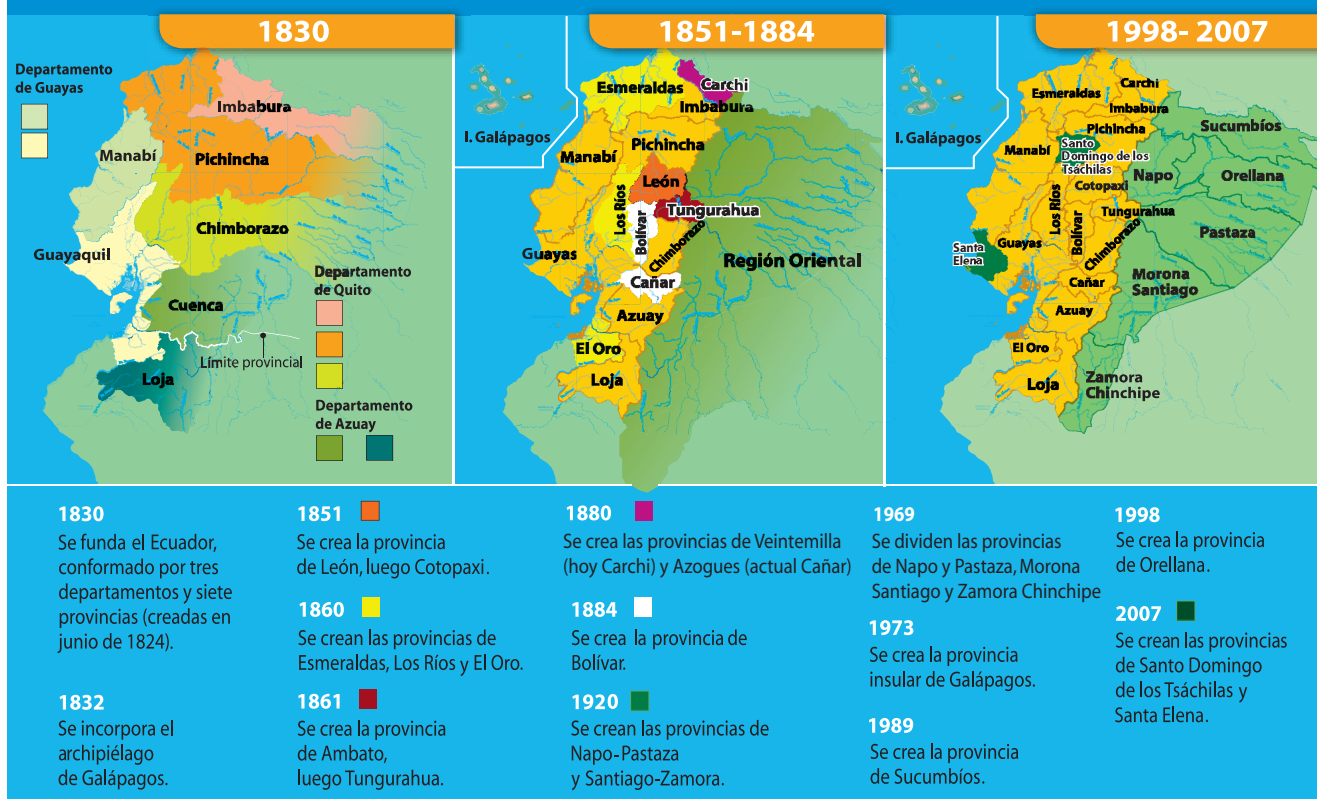 1830
Departamento
de Guayas
Imbabura
Manabí
Pichincha
Chimborazo
Guayaquil
Departamento
de Quito
Cuenca
Límite provincial
Loja
Departamento
de Azuay
1851-1884
I. Galápagos
Esmeraldas
Carchi
Imbabura
Pichincha
Manabí
León
Los Ríos
Tungurahua
Bolívar
Chimborazo
Guayas
Región Oriental
Cañar
Azuay
El Oro
Loja
1998- 2007
I. Galápagos
Esmeraldas
Carchi
Imbabura
Pichincha
Sucumbíos
Manabí
Santo
Domingo de los
Tsáchilas
Napo
Orellana
Cotopaxi
Los Ríos
Tungurahua
Bolívar
Chimborazo
Pastaza
Guayas
Santa
Elena
Morona
Santiago
Cañar
Azuay
El Oro
Loja
Zamora
Chinchipe
1830
Se funda el Ecuador,
conformado por tres
departamentos y siete
provincias (creadas en
junio de 1824).
1832
Se incorpora el
archipiélago
de Galápagos.
1851
Se crea la provincia
de León, luego Cotopaxi.
1860
Se crean las provincias de
Esmeraldas, Los Ríos y El Oro.
1861
Se crea la provincia
de Ambato,
luego Tungurahua.
1880
Se crea las provincias de Veintemilla
(hoy Carchi) y Azogues (actual Cañar)
1884
Se crea la provincia de
Bolívar.
1920
Se crean las provincias de
Napo-Pastaza
y Santiago-Zamora.
1969
Se dividen las provincias
de Napo y Pastaza, Morona
Santiago y Zamora Chinchipe
1973
Se crea la provincia
insular de Galápagos.
1989
Se crea la provincia
de Sucumbíos.
1998
Se crea la provincia
de Orellana.
2007
Se crean las provincias
de Santo Domingo
de los Tsáchilas y
Santa Elena.